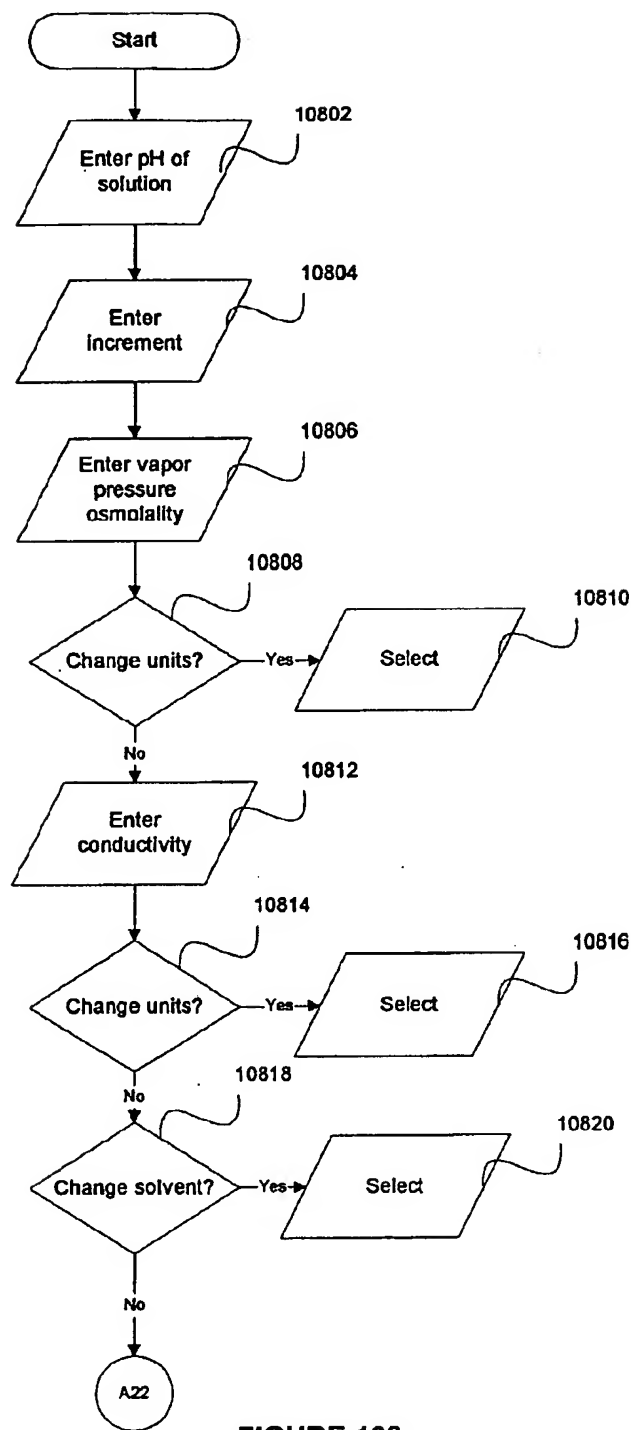 Start
10802
Enter pH of
solution
10804
Enter
increment
10806
Enter vapor
pressure
osmolality
10808
10810
Change units?
Yes
Select
No
10812
Enter
conductivity
10814
10816
Change units?
Yes
Select
No
10818
10820
Change solvent?
Yes
Select
No
A22